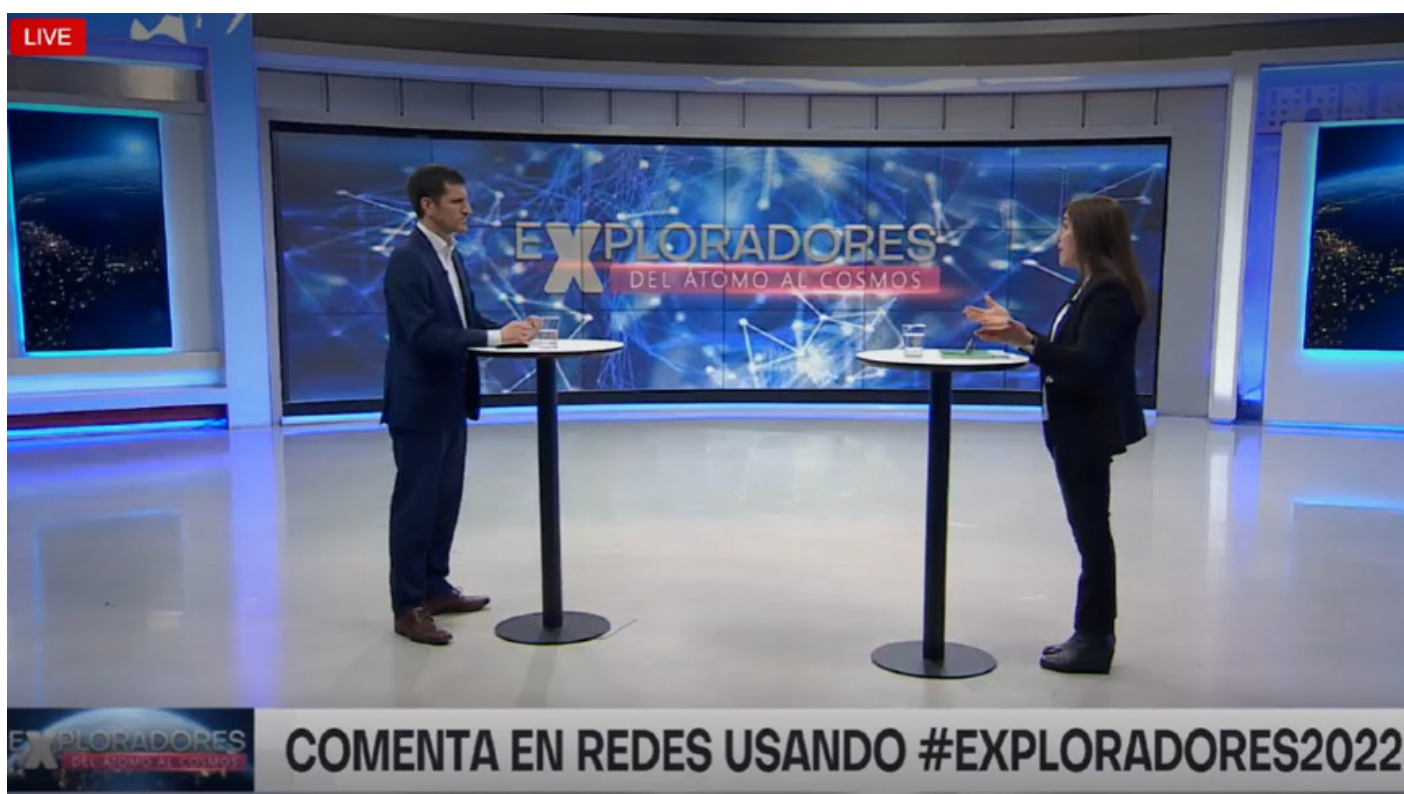 LIVE
EXPLORADORES
DEL ÁTOMO AL COSMOS
EXPLORADORES
DEL ÁTOMO AL COSMOS
COMENTA EN REDES USANDO #EXPLORADORES2022